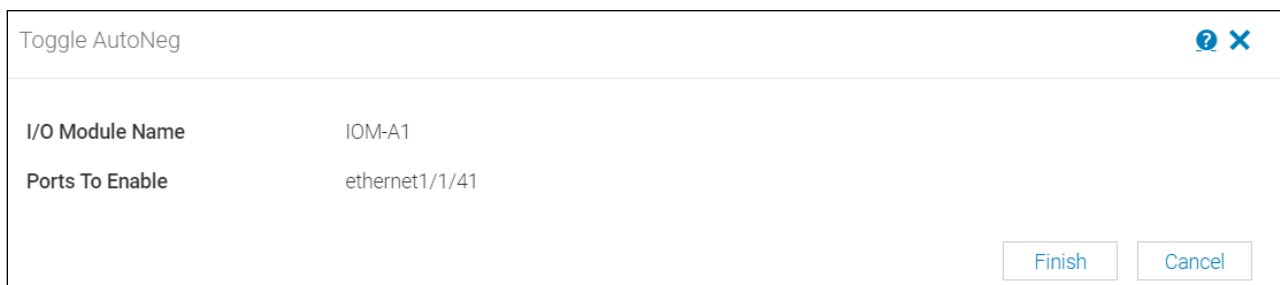 Toggle AutoNeg
I/O Module Name IOM-A1
Ports To Enable ethernet1/1/41
Finish Cancel